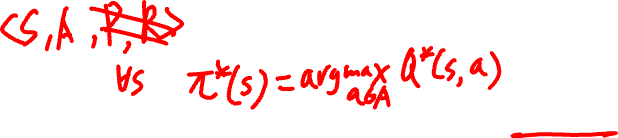 <S, A, P, R>
∀s π*(s) = argmax Q*(s, a)
a∈A